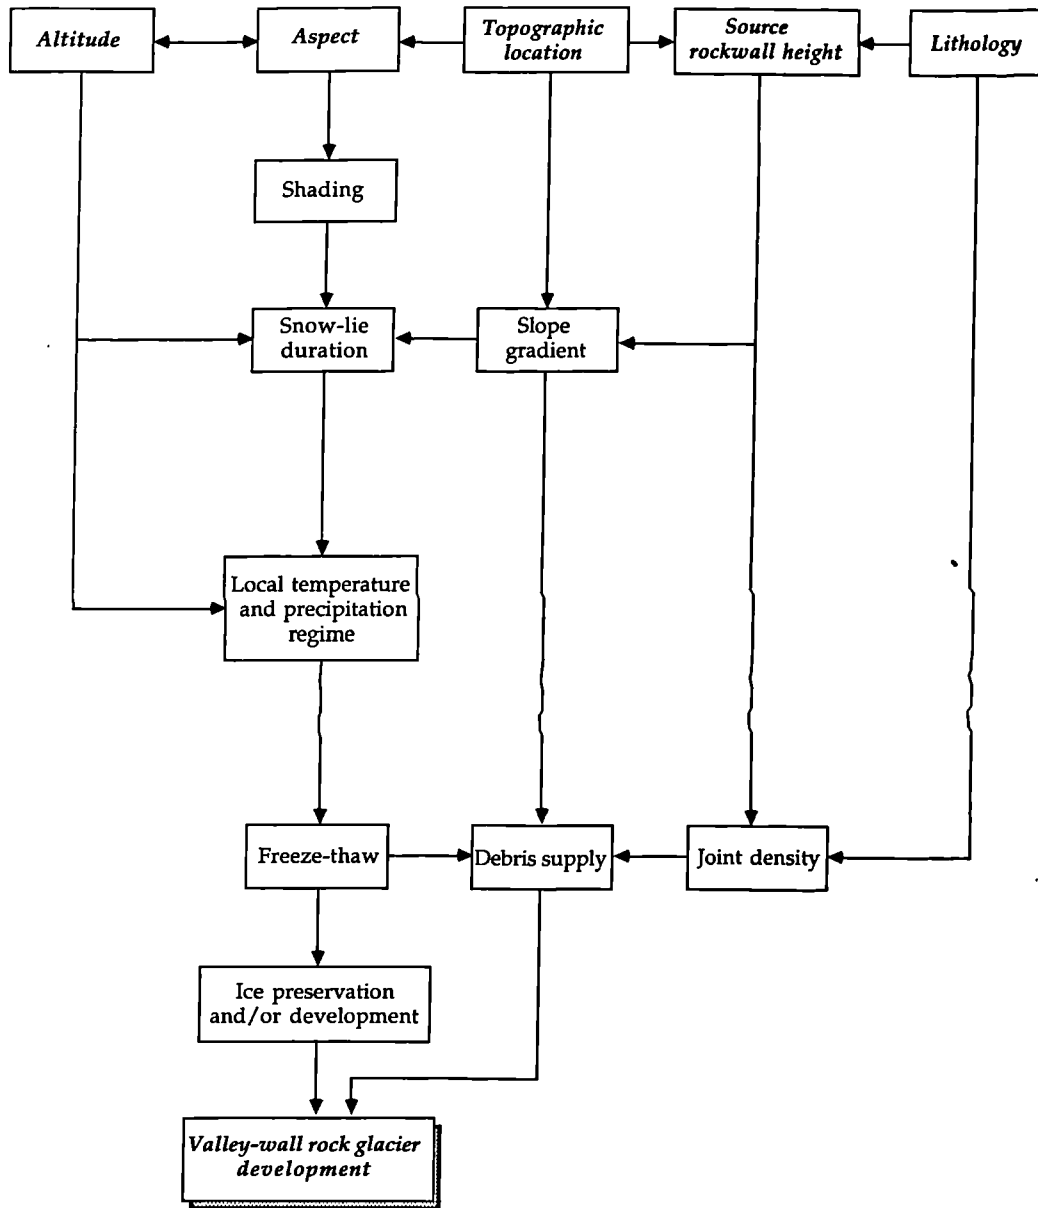 Altitude
Aspect
Topographic
location
Source
rockwall height
Lithology
Shading
Snow-lie
duration
Slope
gradient
Local temperature
and precipitation
regime
Freeze-thaw
Debris supply
Joint density
Ice preservation
and/or development
Valley-wall rock glacier
development